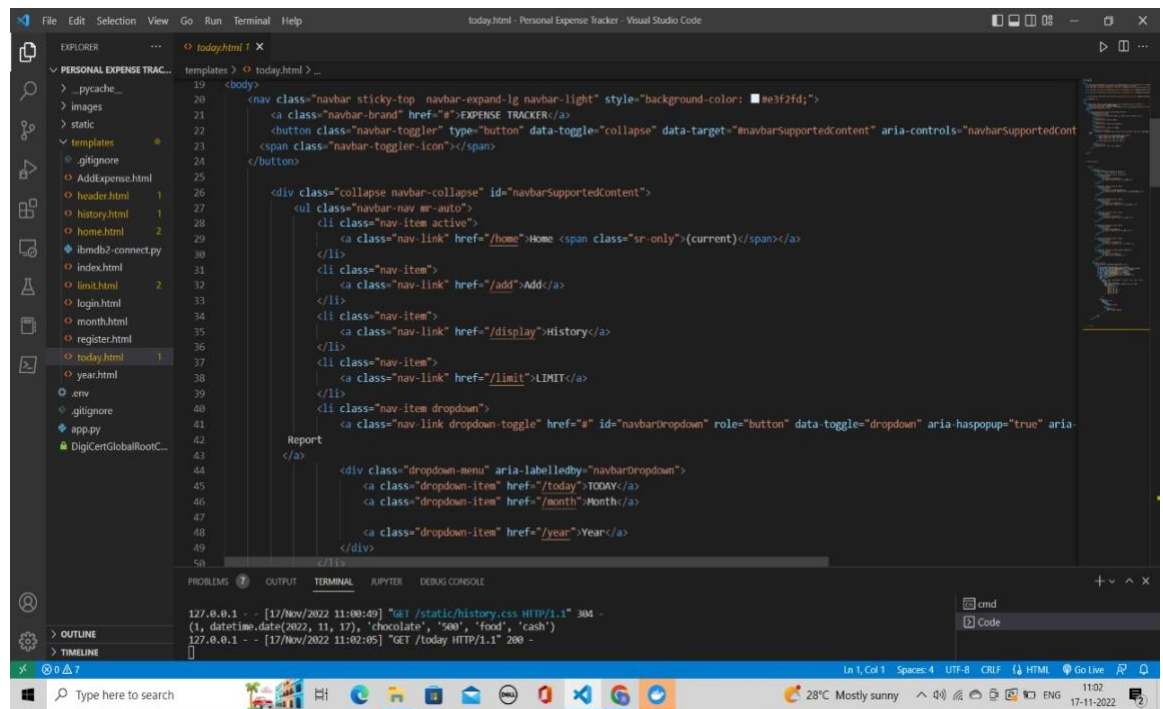 File Edit Selection View Go Run Terminal Help
today.html - Personal Expense Tracker - Visual Studio Code
EXPLORER
PERSONAL EXPENSE TRAC...
__pycache__
images
static
templates
.gitignore
AddExpense.html
header.html 1
history.html 1
home.html 2
ibmdb2-connect.py
index.html
limit.html 2
login.html
month.html
register.html
today.html 1
year.html
.env
.gitignore
app.py
DigiCertGlobalRootC...
OUTLINE
TIMELINE
today.html 1
templates > today.html > ...
19 <body>
20 <nav class="navbar sticky-top navbar-expand-lg navbar-light" style="background-color: #e3f2fd;">
21 <a class="navbar-brand" href="#">EXPENSE TRACKER</a>
22 <button class="navbar-toggler" type="button" data-toggle="collapse" data-target="#navbarSupportedContent" aria-controls="navbarSupportedCont
23 <span class="navbar-toggler-icon"></span>
24 </button>
25
26 <div class="collapse navbar-collapse" id="navbarSupportedContent">
27 <ul class="navbar-nav mr-auto">
28 <li class="nav-item active">
29 <a class="nav-link" href="/home">Home <span class="sr-only">(current)</span></a>
30 </li>
31 <li class="nav-item">
32 <a class="nav-link" href="/add">Add</a>
33 </li>
34 <li class="nav-item">
35 <a class="nav-link" href="/display">History</a>
36 </li>
37 <li class="nav-item">
38 <a class="nav-link" href="/limit">LIMIT</a>
39 </li>
40 <li class="nav-item dropdown">
41 <a class="nav-link dropdown-toggle" href="#" id="navbarDropdown" role="button" data-toggle="dropdown" aria-haspopup="true" aria-
42 Report
43 </a>
44 <div class="dropdown-menu" aria-labelledby="navbarDropdown">
45 <a class="dropdown-item" href="/today">TODAY</a>
46 <a class="dropdown-item" href="/month">Month</a>
47
48 <a class="dropdown-item" href="/year">Year</a>
49 </div>
50 </li>
PROBLEMS 7 OUTPUT TERMINAL JUPYTER DEBUG CONSOLE
127.0.0.1 - - [17/Nov/2022 11:00:49] "GET /static/history.css HTTP/1.1" 304 -
(1, datetime.date(2022, 11, 17), 'chocolate', '500', 'food', 'cash')
127.0.0.1 - - [17/Nov/2022 11:02:05] "GET /today HTTP/1.1" 200 -
cmd
Code
0 7
Ln 1, Col 1 Spaces: 4 UTF-8 CRLF HTML Go Live
Type here to search
DELL
28°C Mostly sunny
ENG
11:02
17-11-2022
2